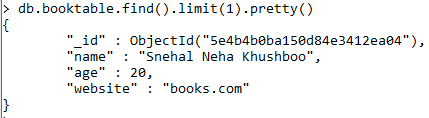 > db.booktable.find().limit(1).pretty()
{
"_id" : ObjectId("5e4b4b0ba150d84e3412ea04"),
"name" : "Snehal Neha Khushboo",
"age" : 20,
"website" : "books.com"
}